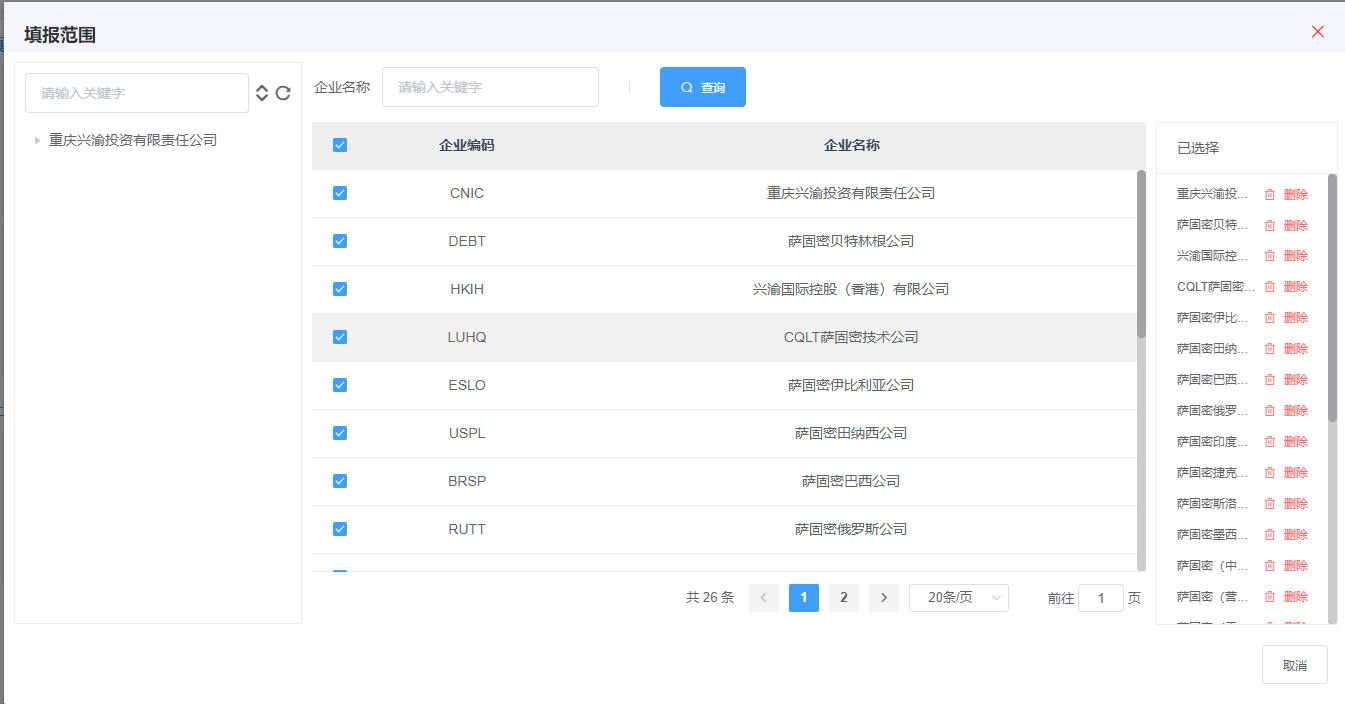 填报范围
请输入关键字
重庆兴渝投资有限责任公司
企业名称 请输入关键字 查询
企业编码 企业名称
CNIC 重庆兴渝投资有限责任公司
DEBT 萨固密贝特林根公司
HKIH 兴渝国际控股（香港）有限公司
LUHQ CQLT萨固密技术公司
ESLO 萨固密伊比利亚公司
USPL 萨固密田纳西公司
BRSP 萨固密巴西公司
RUTT 萨固密俄罗斯公司
共 26 条 1 2 20条/页 前往 1 页
已选择
重庆兴渝投... 删除
萨固密贝特... 删除
兴渝国际控... 删除
CQLT萨固密... 删除
萨固密伊比... 删除
萨固密田纳... 删除
萨固密巴西... 删除
萨固密俄罗... 删除
萨固密印度... 删除
萨固密捷克... 删除
萨固密斯洛... 删除
萨固密墨西... 删除
萨固密（中... 删除
萨固密（营... 删除
取消